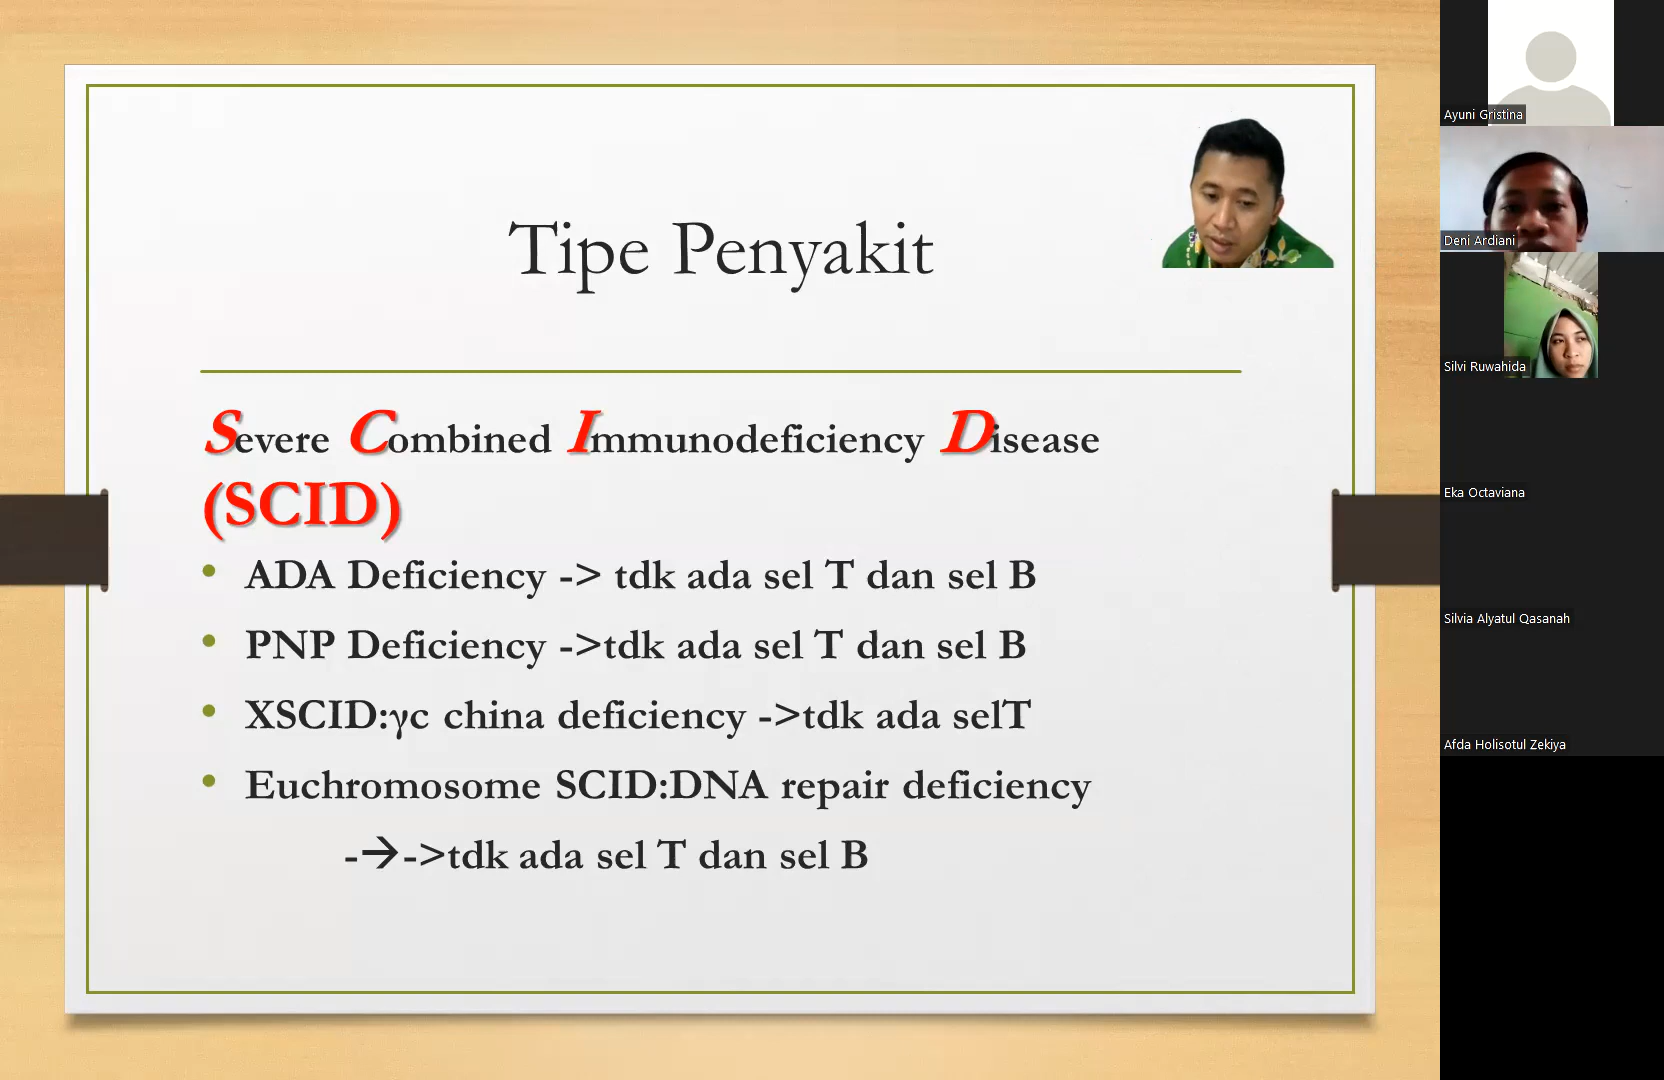 Tipe Penyakit
Severe Combined Immunodeficiency Disease
(SCID)
• ADA Deficiency -> tdk ada sel T dan sel B
• PNP Deficiency ->tdk ada sel T dan sel B
• XSCID:γc china deficiency ->tdk ada selT
• Euchromosome SCID:DNA repair deficiency
-→->tdk ada sel T dan sel B
Ayuni Gristina
Deni Ardiani
Silvi Ruwahida
Eka Octaviana
Silvia Alyatul Qasanah
Afda Holisotul Zekiya